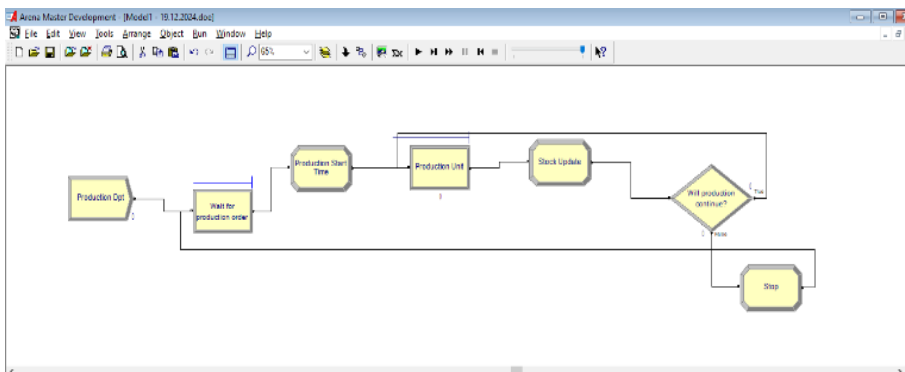 Arena Master Development - [Model1 - 19.12.2024.doe]
File Edit View Tools Arrange Object Run Window Help
65%
Production Dpt
Wait for
production order
Production Start
Time
Production Unit
Stock Update
Will production
continue?
True
False
Stop